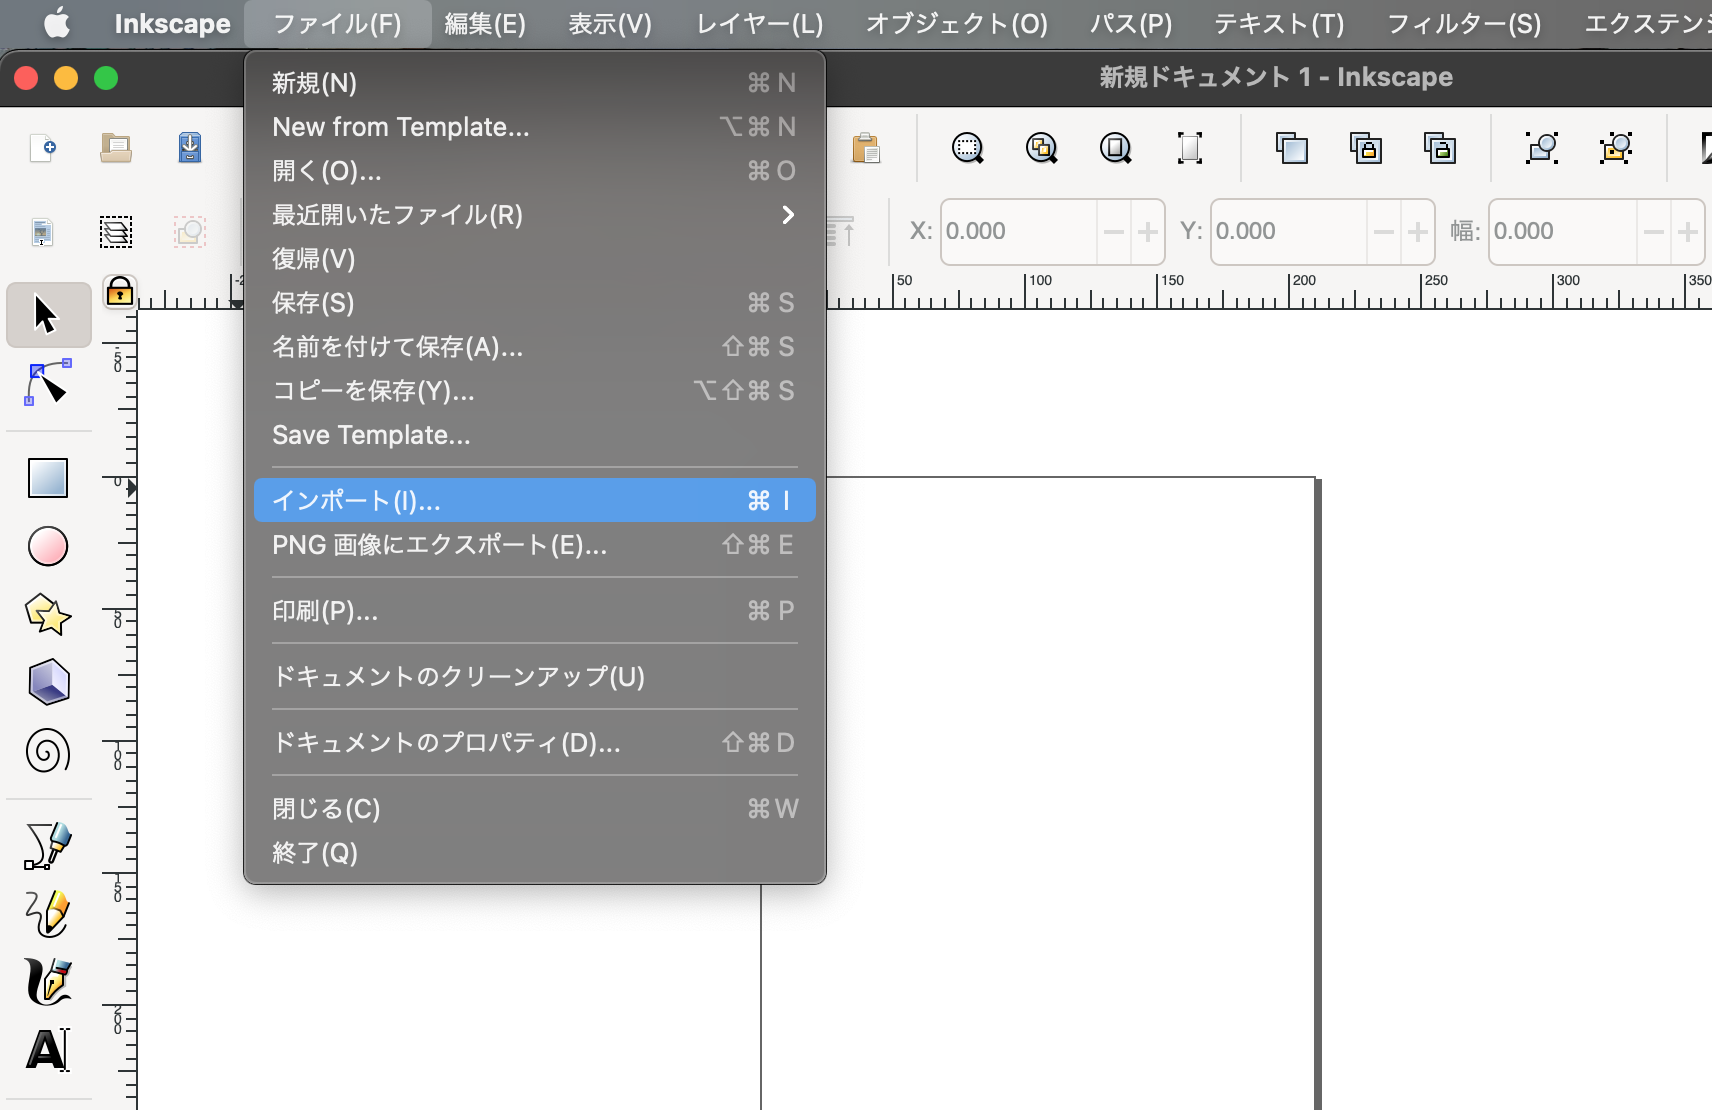 Inkscape ファイル(F) 編集(E) 表示(V) レイヤー(L) オブジェクト(O) パス(P) テキスト(T) フィルター(S) エクステン
新規ドキュメント 1 - Inkscape
新規(N) ⌘ N
New from Template... ⌥⌘ N
開く(O)... ⌘ O
最近開いたファイル(R)
復帰(V)
保存(S) ⌘ S
名前を付けて保存(A)... ⇧⌘ S
コピーを保存(Y)... ⌥⇧⌘ S
Save Template...
インポート(I)... ⌘ I
PNG 画像にエクスポート(E)... ⇧⌘ E
印刷(P)... ⌘ P
ドキュメントのクリーンアップ(U)
ドキュメントのプロパティ(D)... ⇧⌘ D
閉じる(C) ⌘W
終了(Q)
X: 0.000 Y: 0.000 幅: 0.000
50 100 150 200 250 300 350
-50
0
50
100
150
200